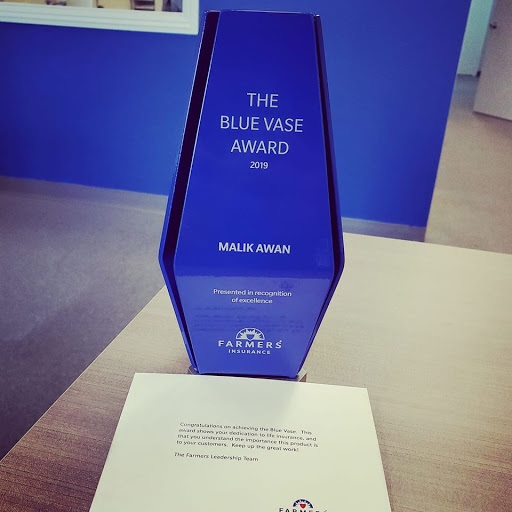 THE
BLUE VASE
AWARD
2019
MALIK AWAN
Presented in recognition
of excellence
FARMERS
INSURANCE
Congratulations on achieving the Blue Vase. This
award shows your dedication to life insurance, and
that you understand the importance this product is
to your customers. Keep up the great work!
The Farmers Leadership Team
FARMERS